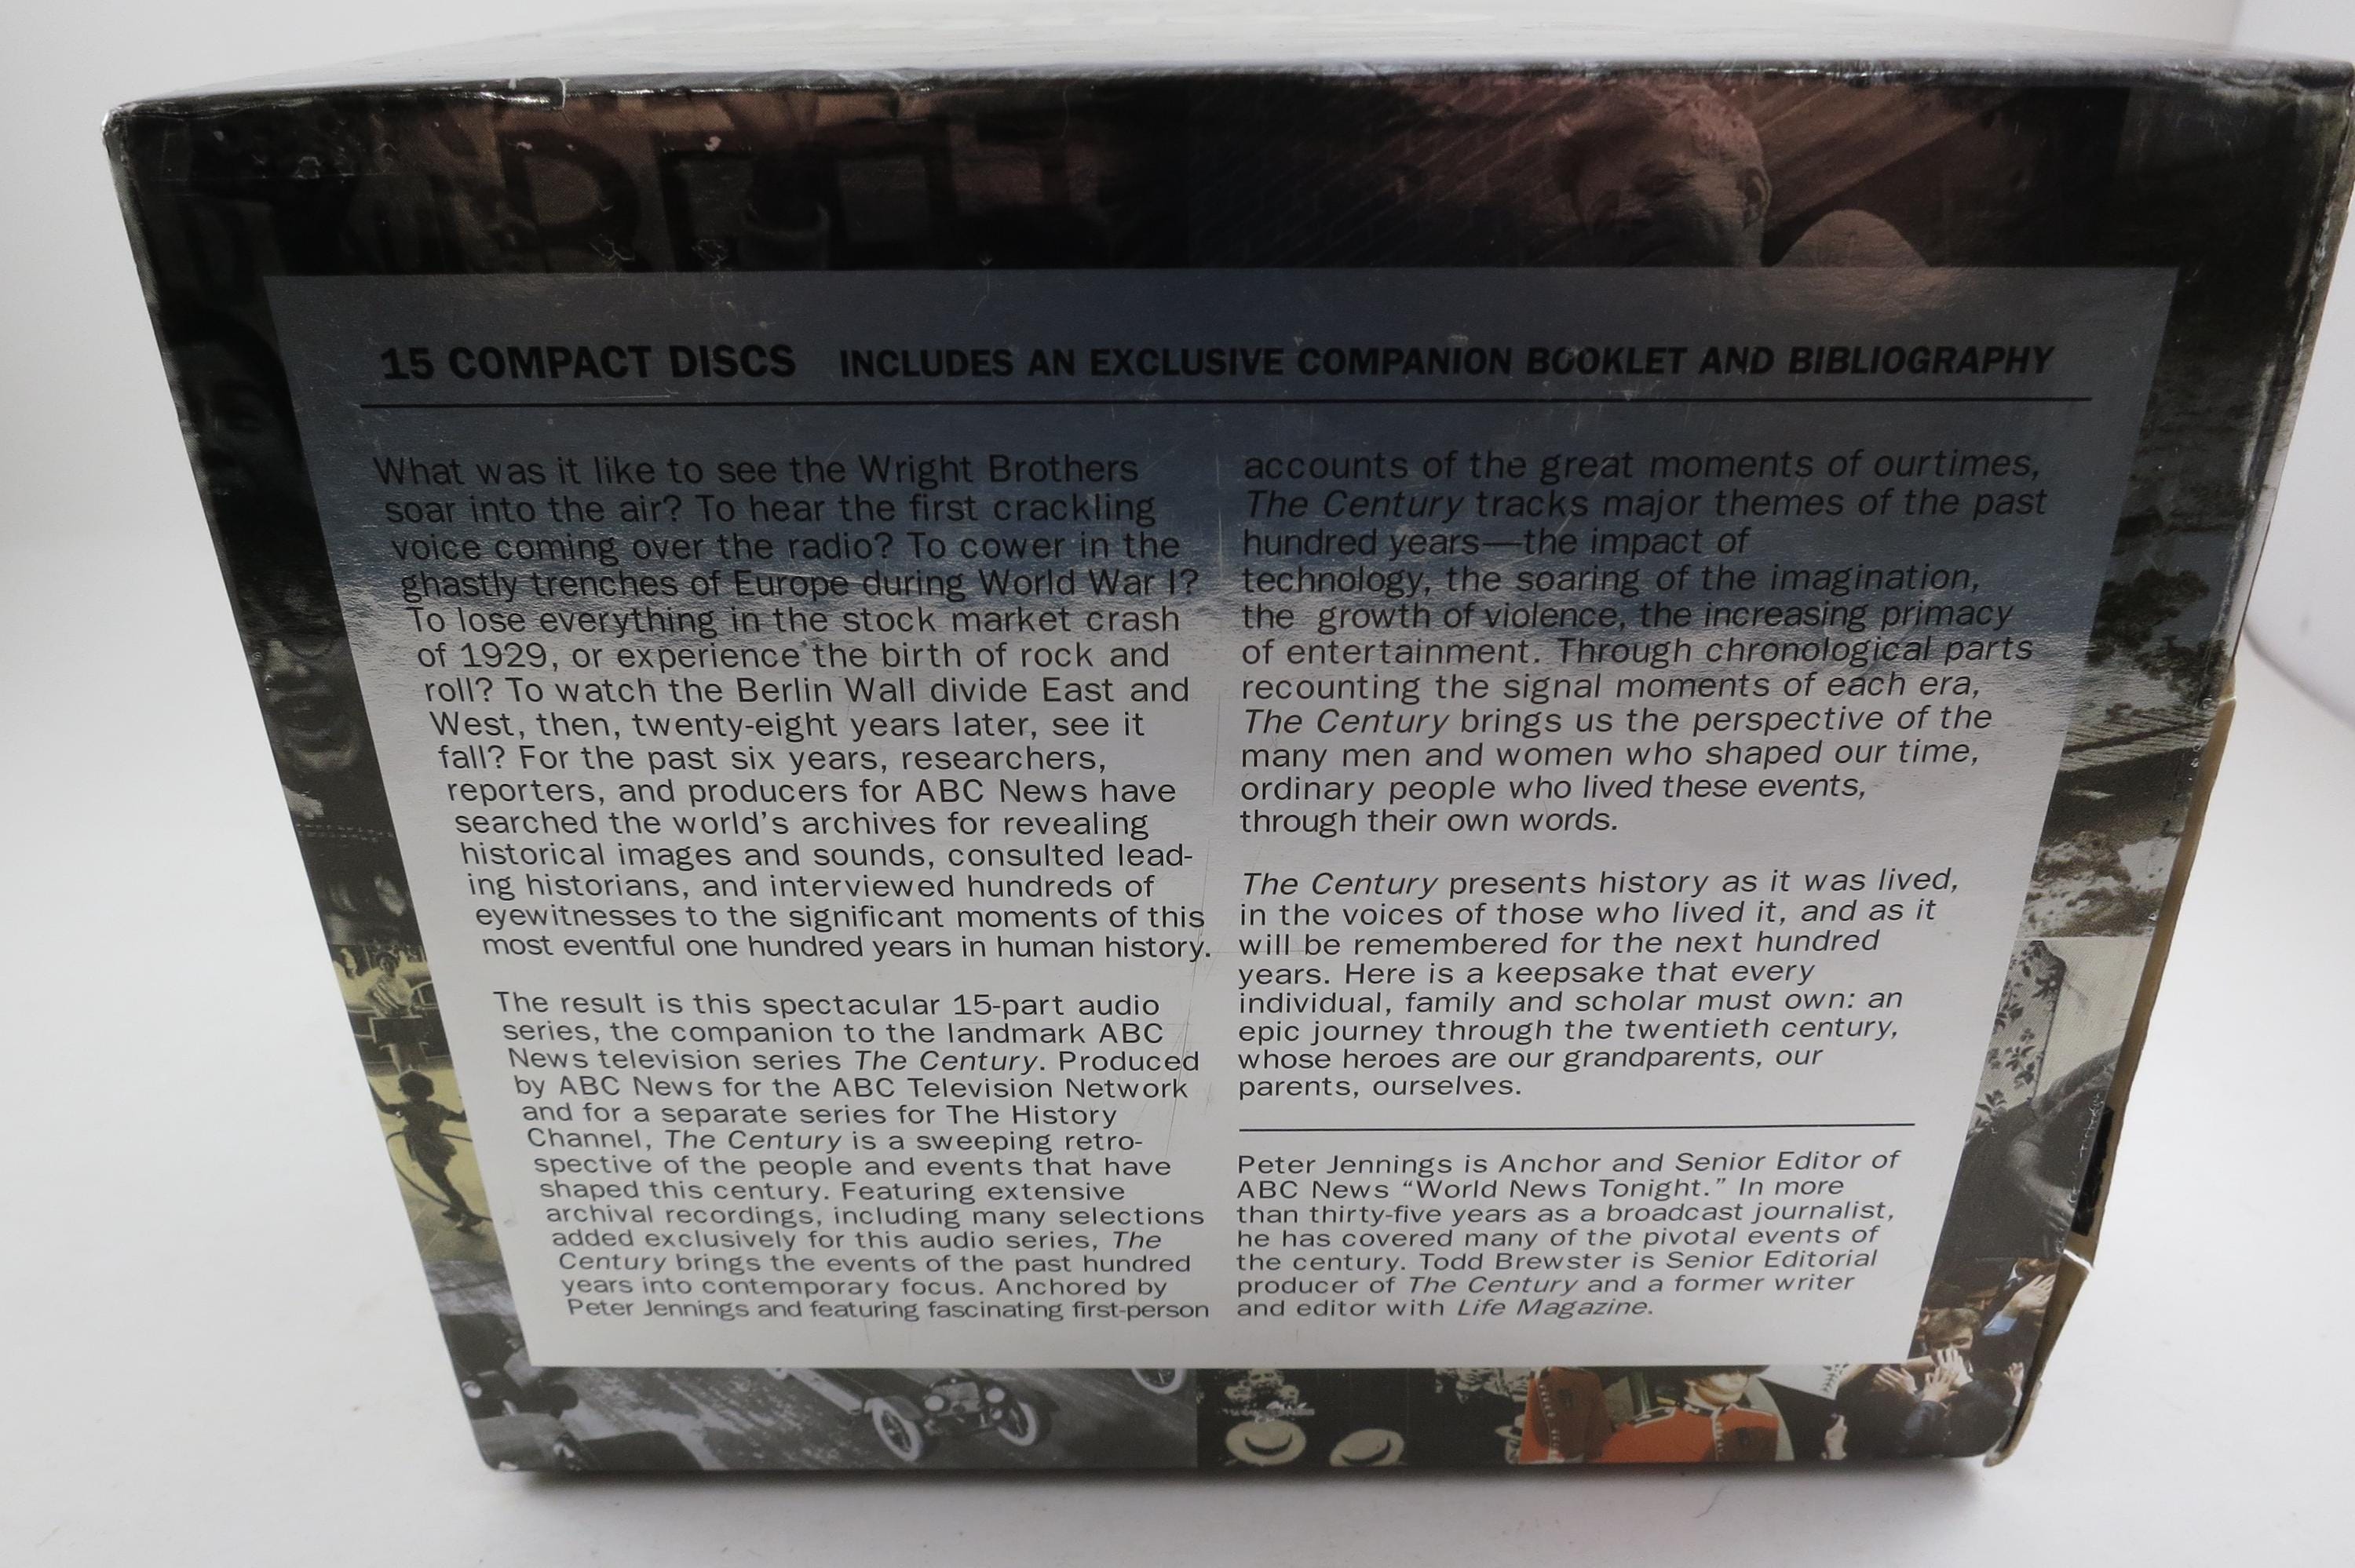 15 COMPACT DISCS INCLUDES AN EXCLUSIVE COMPANION BOOKLET AND BIBLIOGRAPHY
What was it like to see the Wright Brothers
soar into the air? To hear the first crackling
voice coming over the radio? To cower in the
ghastly trenches of Europe during World War I?
To lose everything in the stock market crash
of 1929, or experience the birth of rock and
roll? To watch the Berlin Wall divide East and
West, then, twenty-eight years later, see it
fall? For the past six years, researchers,
reporters, and producers for ABC News have
searched the world's archives for revealing
historical images and sounds, consulted lead-
ing historians, and interviewed hundreds of
eyewitnesses to the significant moments of this
most eventful one hundred years in human history.
The result is this spectacular 15-part audio
series, the companion to the landmark ABC
News television series The Century. Produced
by ABC News for the ABC Television Network
and for a separate series for The History
Channel, The Century is a sweeping retro-
spective of the people and events that have
shaped this century. Featuring extensive
archival recordings, including many selections
added exclusively for this audio series, The
Century brings the events of the past hundred
years into contemporary focus. Anchored by
Peter Jennings and featuring fascinating first-person
accounts of the great moments of ourtimes,
The Century tracks major themes of the past
hundred years—the impact of
technology, the soaring of the imagination,
the growth of violence, the increasing primacy
of entertainment. Through chronological parts
recounting the signal moments of each era,
The Century brings us the perspective of the
many men and women who shaped our time,
ordinary people who lived these events,
through their own words.
The Century presents history as it was lived,
in the voices of those who lived it, and as it
will be remembered for the next hundred
years. Here is a keepsake that every
individual, family and scholar must own: an
epic journey through the twentieth century,
whose heroes are our grandparents, our
parents, ourselves.
Peter Jennings is Anchor and Senior Editor of
ABC News “World News Tonight.” In more
than thirty-five years as a broadcast journalist,
he has covered many of the pivotal events of
the century. Todd Brewster is Senior Editorial
producer of The Century and a former writer
and editor with Life Magazine.